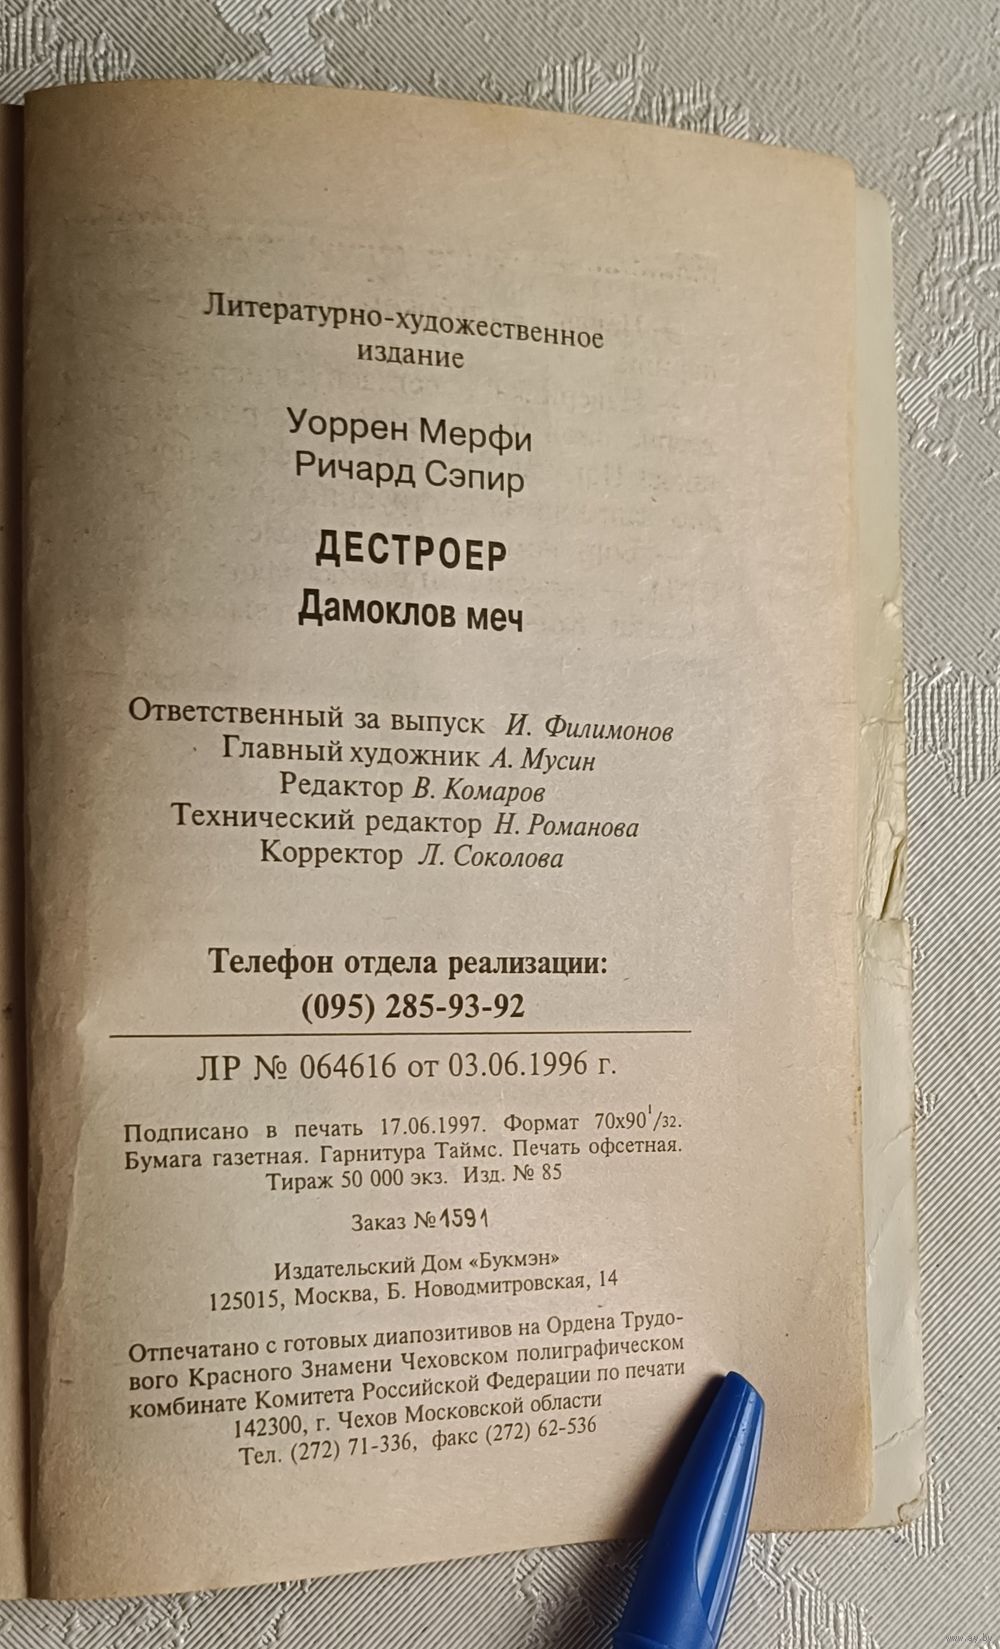 Литературно-художественное
издание
Уоррен Мерфи
Ричард Сэпир
ДЕСТРОЕР
Дамоклов меч
Ответственный за выпуск И. Филимонов
Главный художник А. Мусин
Редактор В. Комаров
Технический редактор Н. Романова
Корректор Л. Соколова
Телефон отдела реализации:
(095) 285-93-92
ЛР № 064616 от 03.06.1996 г.
Подписано в печать 17.06.1997. Формат 70х90 1/32.
Бумага газетная. Гарнитура Таймс. Печать офсетная.
Тираж 50 000 экз. Изд. № 85
Заказ №1591
Издательский Дом «Букмэн»
125015, Москва, Б. Новодмитровская, 14
Отпечатано с готовых диапозитивов на Ордена Трудо-
вого Красного Знамени Чеховском полиграфическом
комбинате Комитета Российской Федерации по печати
142300, г. Чехов Московской области
Тел. (272) 71-336, факс (272) 62-536
www.ay.by